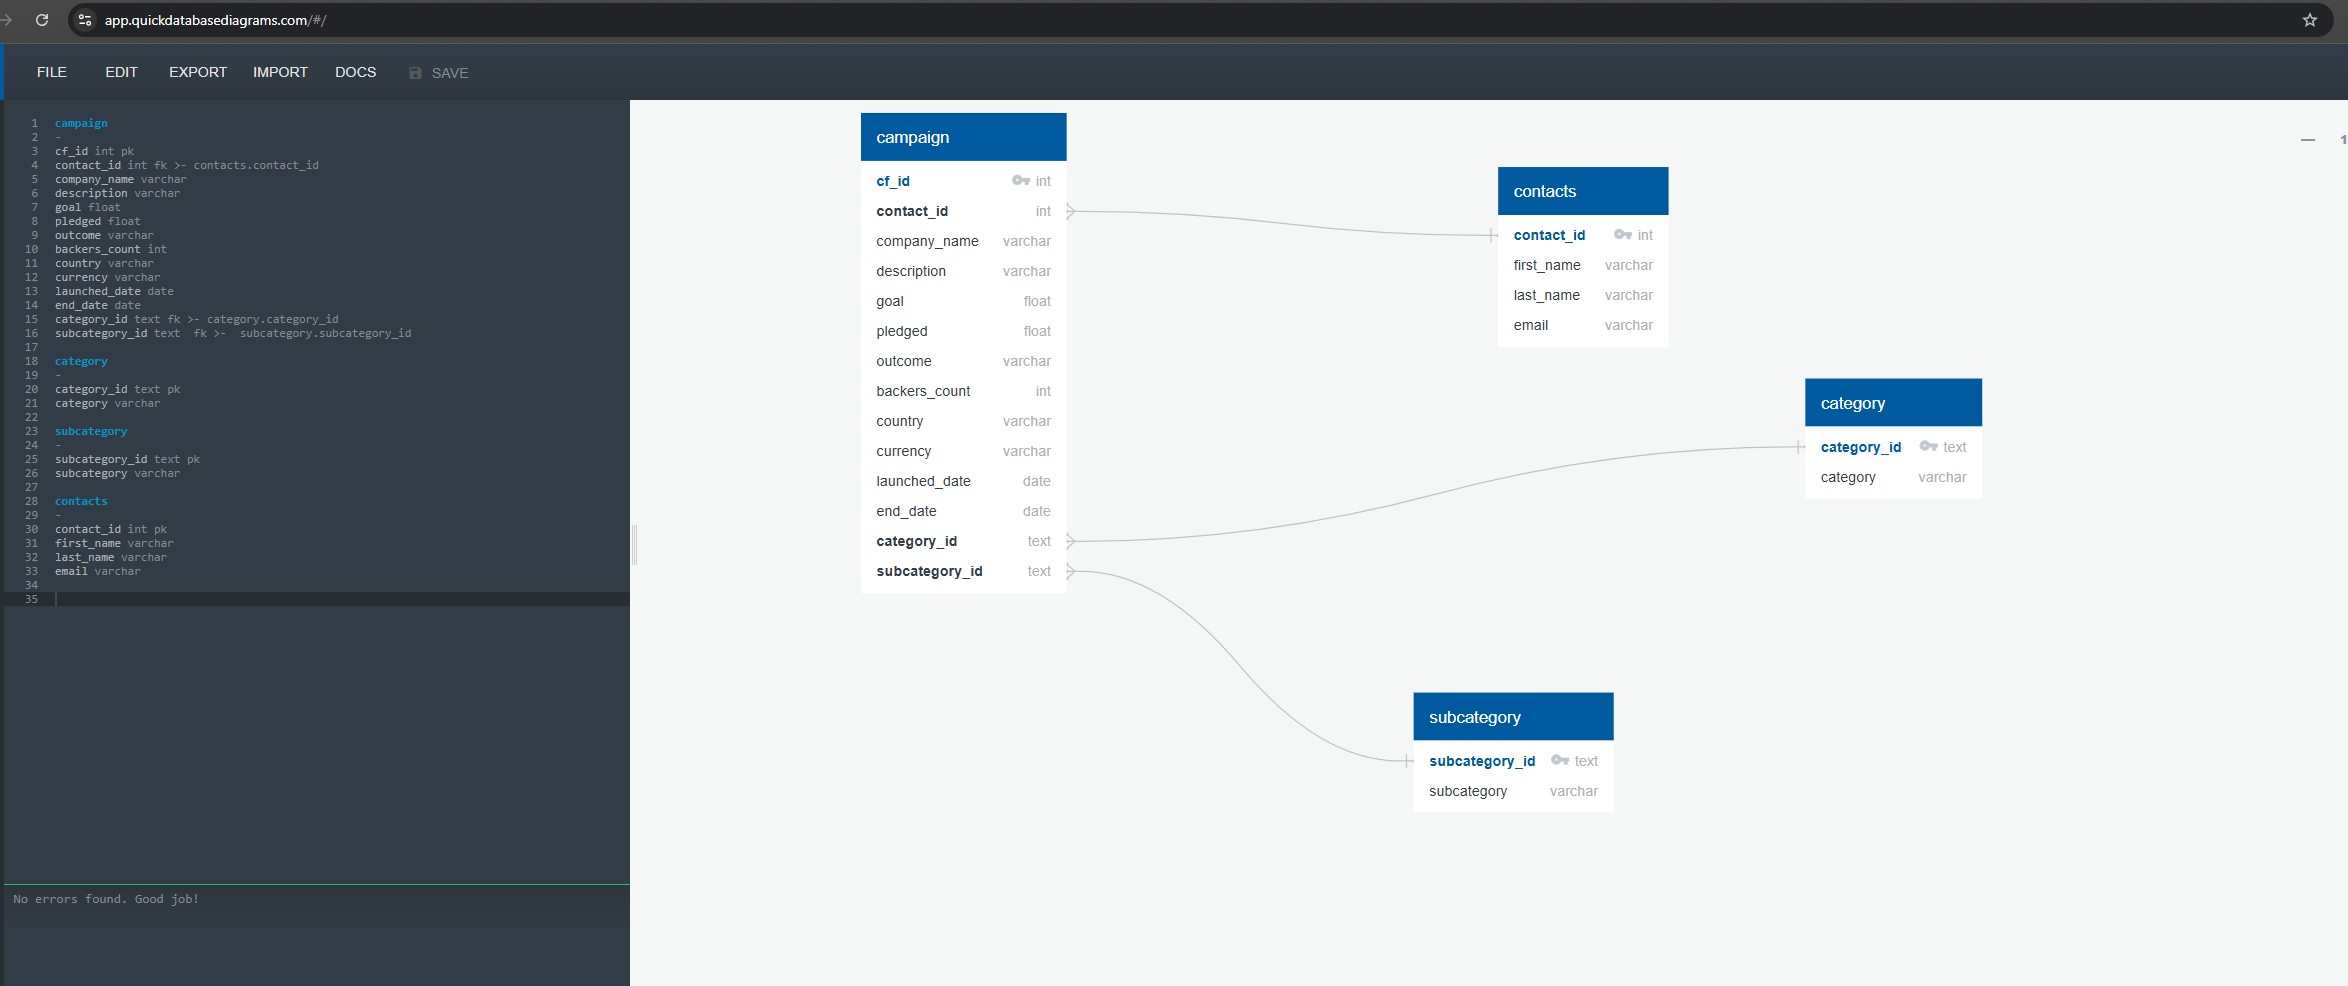 app.quickdatabasediagrams.com/#/
FILE EDIT EXPORT IMPORT DOCS SAVE
1 campaign
2 -
3 cf_id int pk
4 contact_id int fk >- contacts.contact_id
5 company_name varchar
6 description varchar
7 goal float
8 pledged float
9 outcome varchar
10 backers_count int
11 country varchar
12 currency varchar
13 launched_date date
14 end_date date
15 category_id text fk >- category.category_id
16 subcategory_id text  fk >-  subcategory.subcategory_id
17
18 category
19 -
20 category_id text pk
21 category varchar
22
23 subcategory
24 -
25 subcategory_id text pk
26 subcategory varchar
27
28 contacts
29 -
30 contact_id int pk
31 first_name varchar
32 last_name varchar
33 email varchar
34
35
No errors found. Good job!
campaign
cf_id int
contact_id int
company_name varchar
description varchar
goal float
pledged float
outcome varchar
backers_count int
country varchar
currency varchar
launched_date date
end_date date
category_id text
subcategory_id text
contacts
contact_id int
first_name varchar
last_name varchar
email varchar
category
category_id text
category varchar
subcategory
subcategory_id text
subcategory varchar